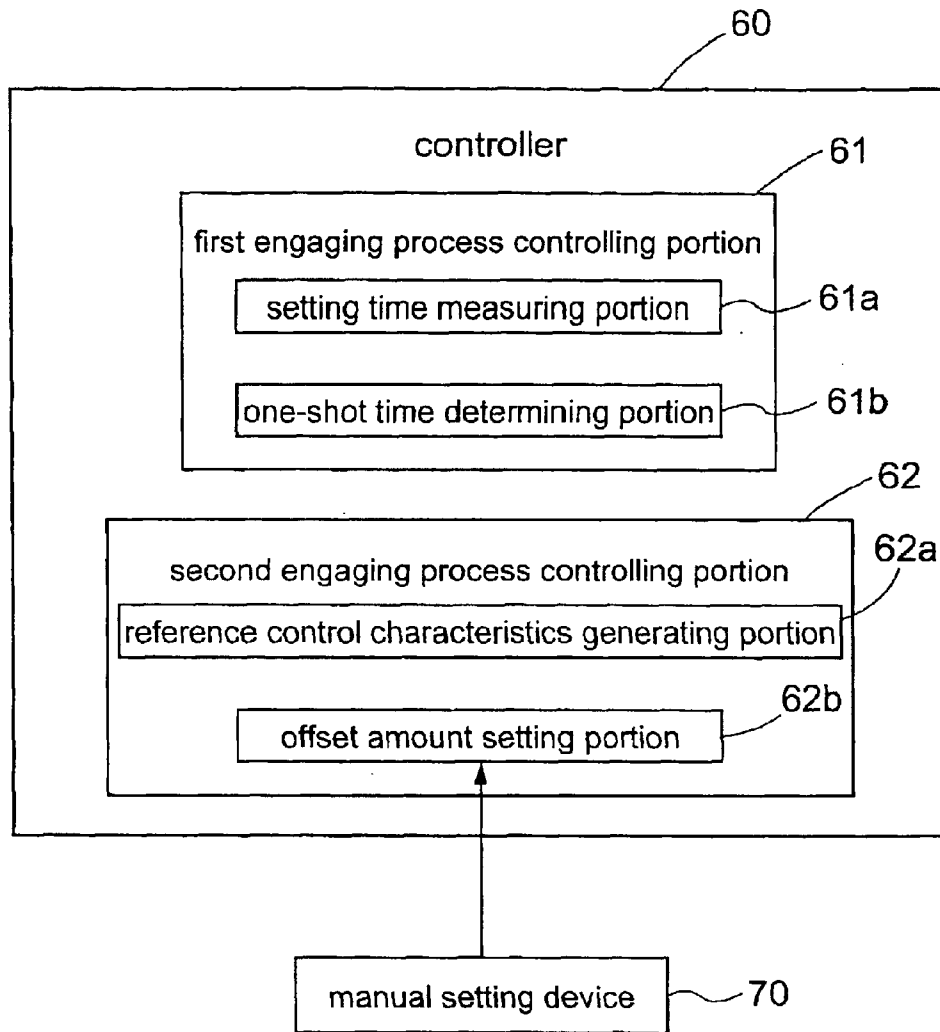 60
controller
61
first engaging process controlling portion
setting time measuring portion
61a
one-shot time determining portion
61b
62
second engaging process controlling portion
62a
reference control characteristics generating portion
62b
offset amount setting portion
manual setting device
70